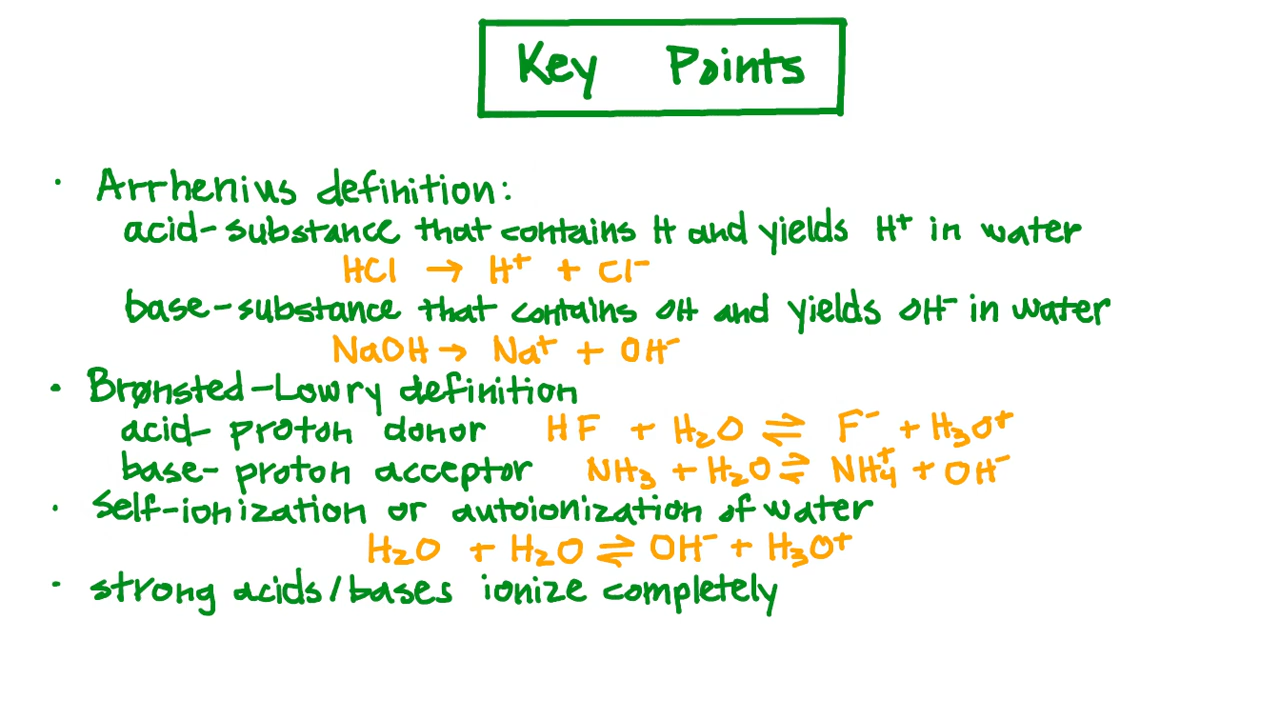 Key Points
· Arrhenius definition:
acid-substance that contains H and yields H⁺ in water
HCl → H⁺ + Cl⁻
base-substance that contains OH and yields OH⁻ in water
NaOH → Na⁺ + OH⁻
· Brønsted-Lowry definition
acid- proton donor HF + H₂O ⇌ F⁻ + H₃O⁺
base- proton acceptor NH₃ + H₂O ⇌ NH₄⁺ + OH⁻
· Self-ionization or autoionization of water
H₂O + H₂O ⇌ OH⁻ + H₃O⁺
· strong acids/bases ionize completely